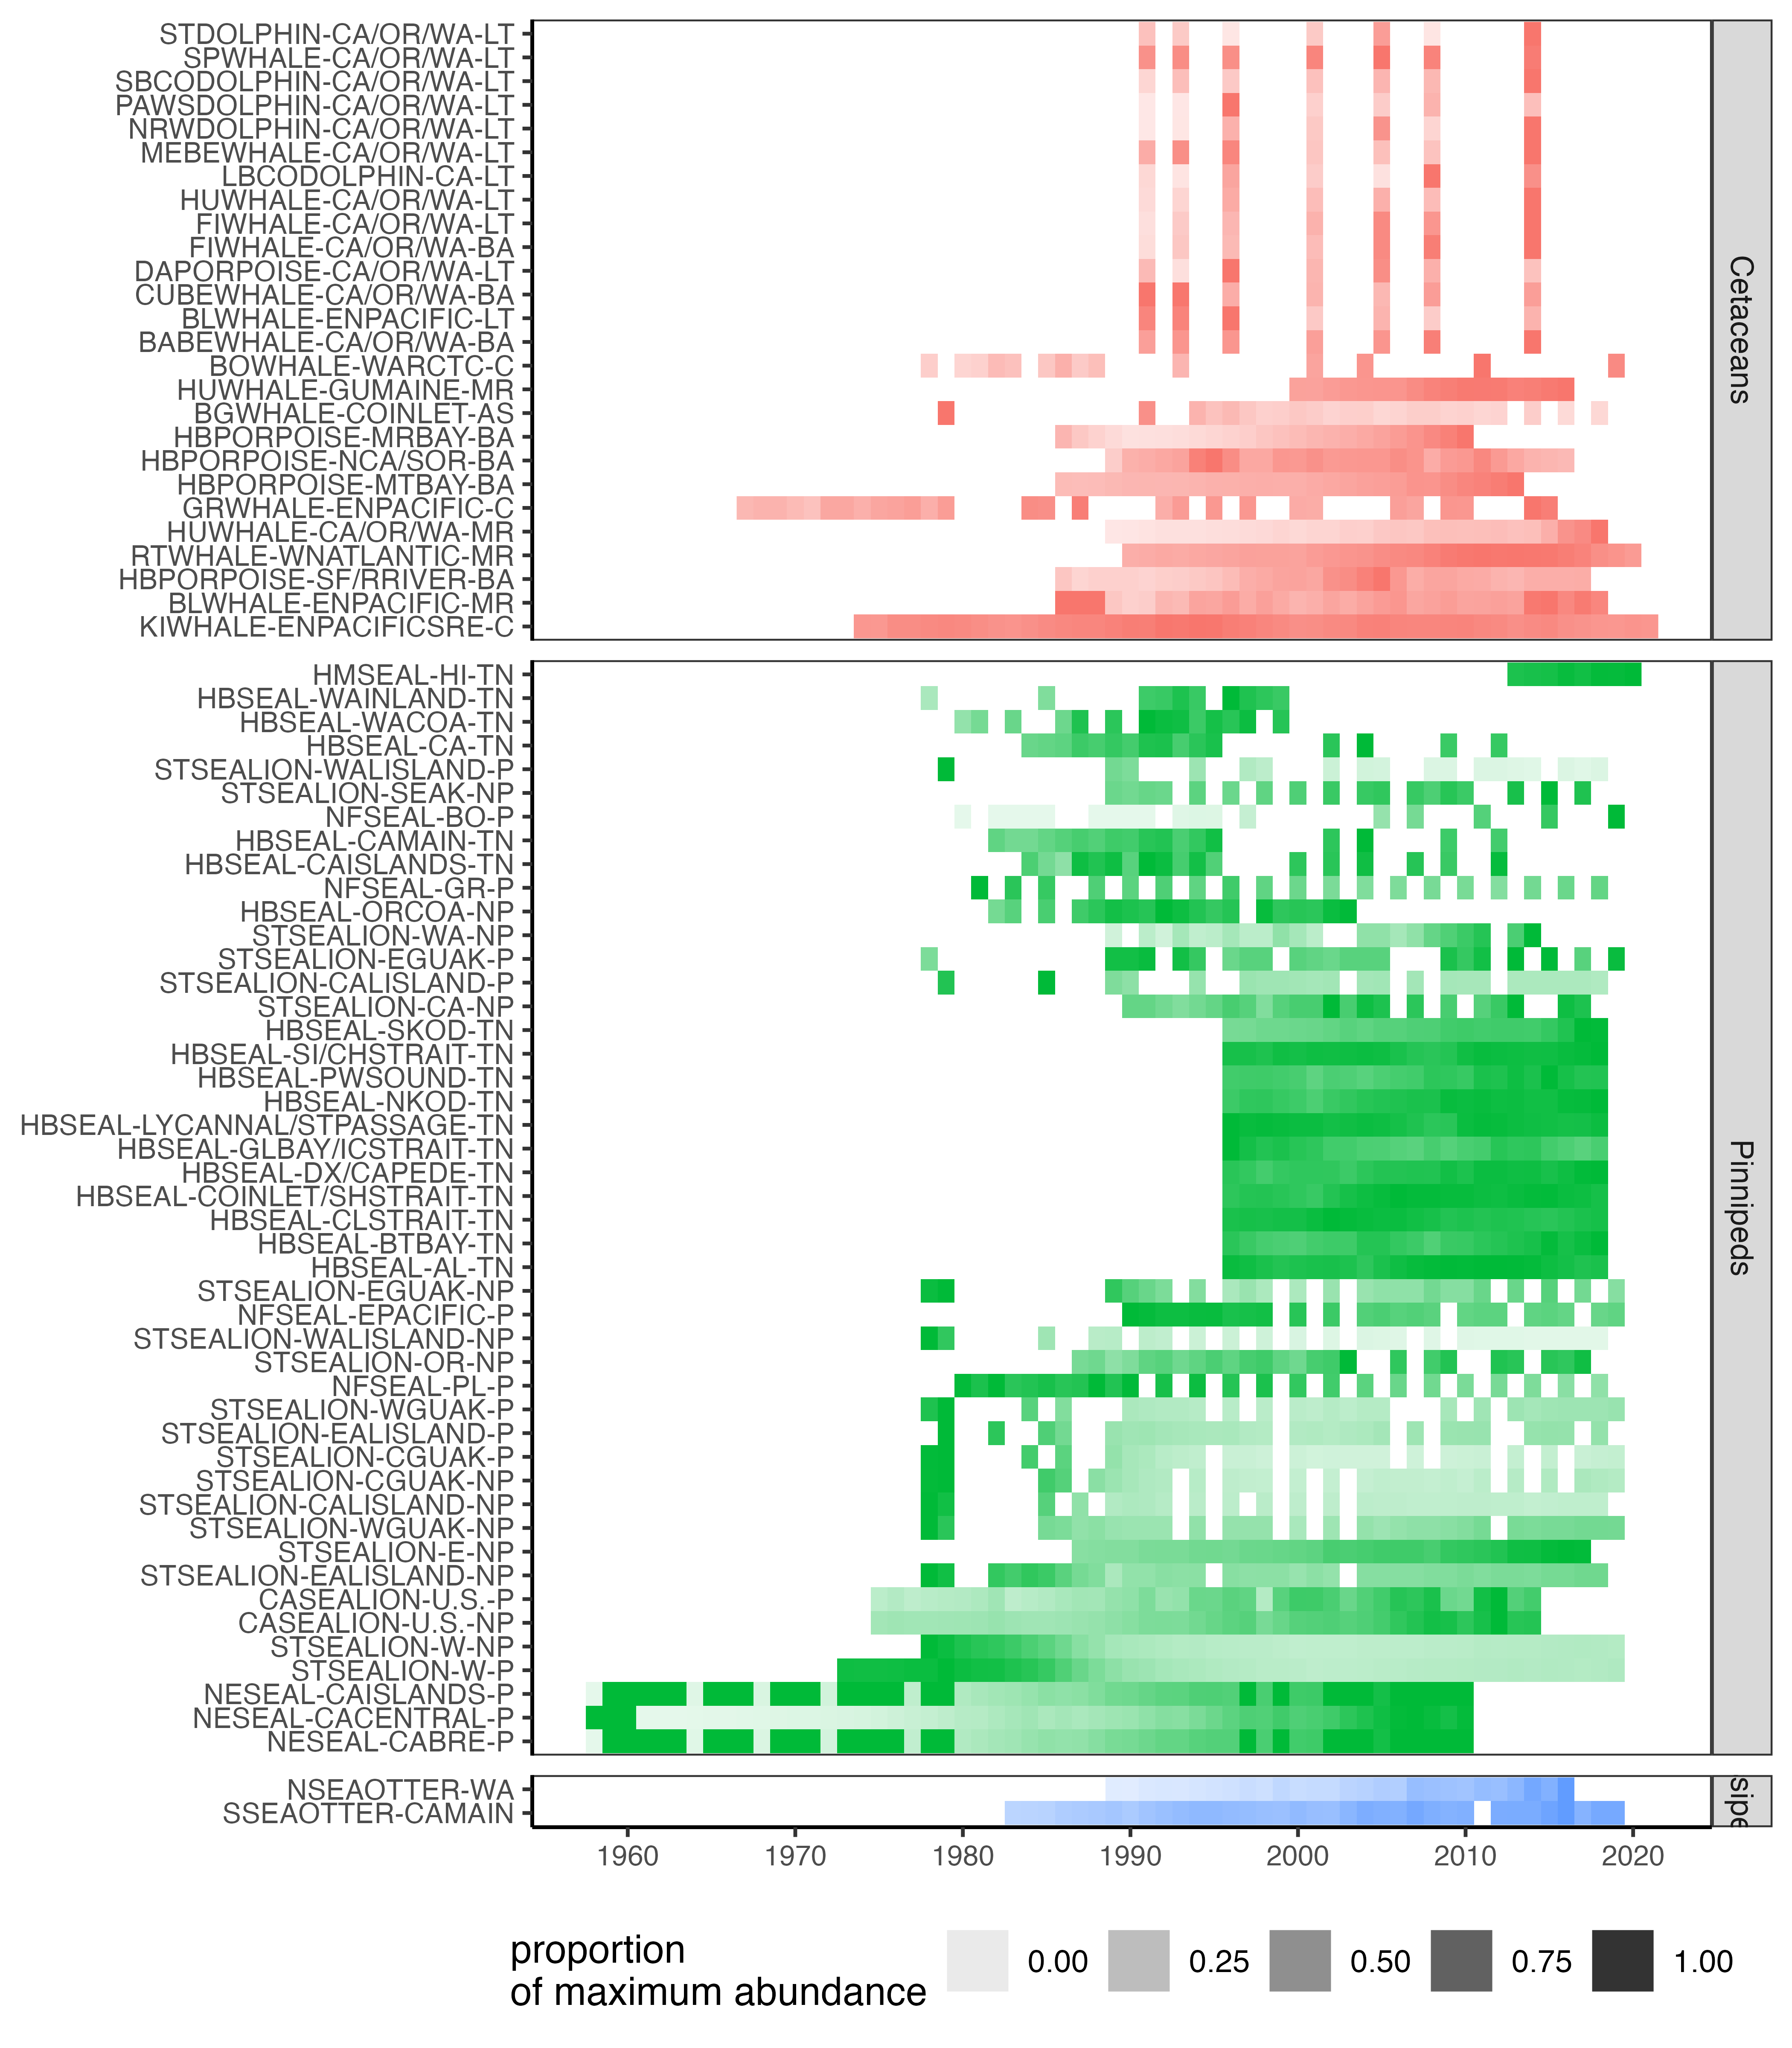 STDOLPHIN-CA/OR/WA-LT
SPWHALE-CA/OR/WA-LT
SBCODOLPHIN-CA/OR/WA-LT
PAWSDOLPHIN-CA/OR/WA-LT
NRWDOLPHIN-CA/OR/WA-LT
MEBEWHALE-CA/OR/WA-LT
LBCODOLPHIN-CA-LT
HUWHALE-CA/OR/WA-LT
FIWHALE-CA/OR/WA-LT
FIWHALE-CA/OR/WA-BA
DAPORPOISE-CA/OR/WA-LT
CUBEWHALE-CA/OR/WA-BA
BLWHALE-ENPACIFIC-LT
BABEWHALE-CA/OR/WA-BA
BOWHALE-WARCTC-C
HUWHALE-GUMAINE-MR
BGWHALE-COINLET-AS
HBPORPOISE-MRBAY-BA
HBPORPOISE-NCA/SOR-BA
HBPORPOISE-MTBAY-BA
GRWHALE-ENPACIFIC-C
HUWHALE-CA/OR/WA-MR
RTWHALE-WNATLANTIC-MR
HBPORPOISE-SF/RRIVER-BA
BLWHALE-ENPACIFIC-MR
KIWHALE-ENPACIFICSRE-C
Cetaceans
HMSEAL-HI-TN
HBSEAL-WAINLAND-TN
HBSEAL-WACOA-TN
HBSEAL-CA-TN
STSEALION-WALISLAND-P
STSEALION-SEAK-NP
NFSEAL-BO-P
HBSEAL-CAMAIN-TN
HBSEAL-CAISLANDS-TN
NFSEAL-GR-P
HBSEAL-ORCOA-NP
STSEALION-WA-NP
STSEALION-EGUAK-P
STSEALION-CALISLAND-P
STSEALION-CA-NP
HBSEAL-SKOD-TN
HBSEAL-SI/CHSTRAIT-TN
HBSEAL-PWSOUND-TN
HBSEAL-NKOD-TN
HBSEAL-LYCANNAL/STPASSAGE-TN
HBSEAL-GLBAY/ICSTRAIT-TN
HBSEAL-DX/CAPEDE-TN
HBSEAL-COINLET/SHSTRAIT-TN
HBSEAL-CLSTRAIT-TN
HBSEAL-BTBAY-TN
HBSEAL-AL-TN
STSEALION-EGUAK-NP
NFSEAL-EPACIFIC-P
STSEALION-WALISLAND-NP
STSEALION-OR-NP
NFSEAL-PL-P
STSEALION-WGUAK-P
STSEALION-EALISLAND-P
STSEALION-CGUAK-P
STSEALION-CGUAK-NP
STSEALION-CALISLAND-NP
STSEALION-WGUAK-NP
STSEALION-E-NP
STSEALION-EALISLAND-NP
CASEALION-U.S.-P
CASEALION-U.S.-NP
STSEALION-W-NP
STSEALION-W-P
NESEAL-CAISLANDS-P
NESEAL-CACENTRAL-P
NESEAL-CABRE-P
Pinnipeds
NSEAOTTER-WA
SSEAOTTER-CAMAIN
1960 1970 1980 1990 2000 2010 2020
proportion
of maximum abundance
0.00 0.25 0.50 0.75 1.00